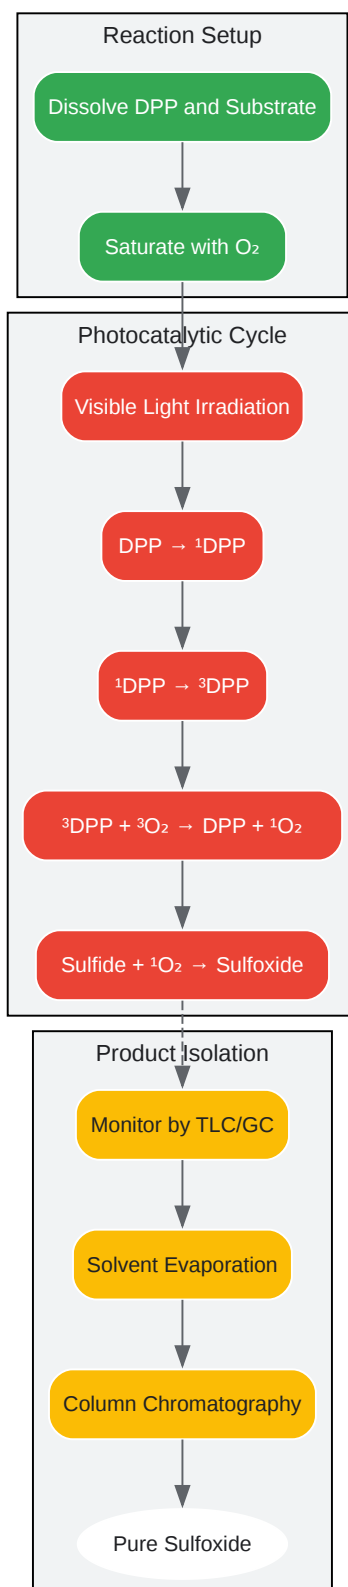 Reaction Setup
Dissolve DPP and Substrate
Saturate with O₂
Photocatalytic Cycle
Visible Light Irradiation
DPP → ¹DPP
¹DPP → ³DPP
³DPP + ³O₂ → DPP + ¹O₂
Sulfide + ¹O₂ → Sulfoxide
Product Isolation
Monitor by TLC/GC
Solvent Evaporation
Column Chromatography
Pure Sulfoxide